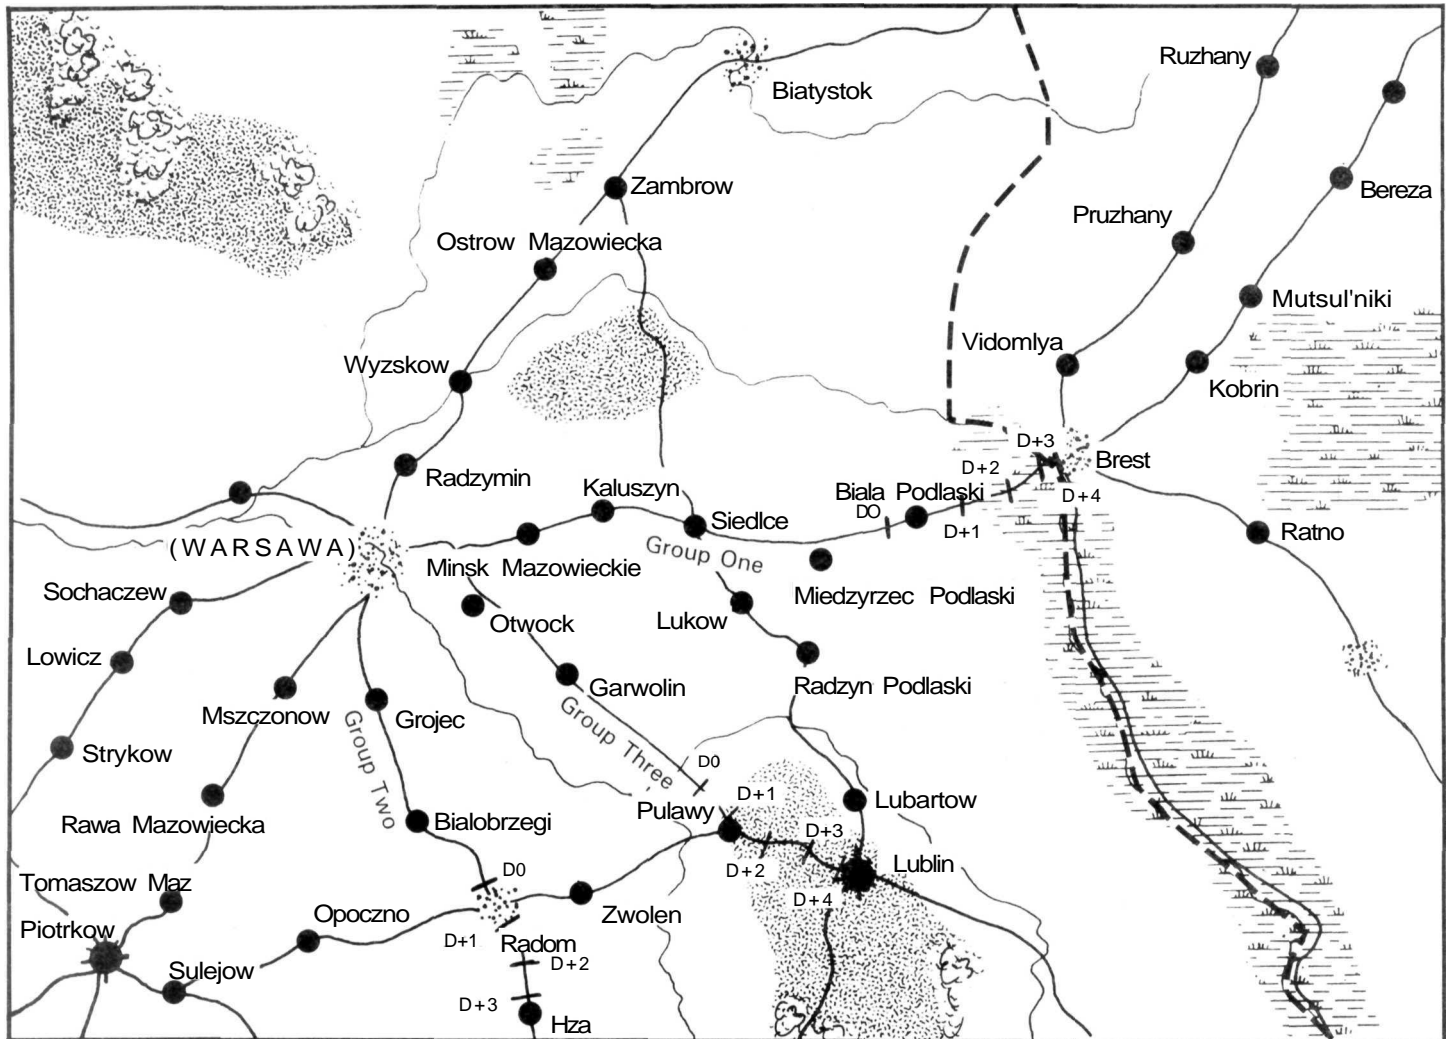 Ruzhany
Biatystok
Bereza
Zambrow
Pruzhany
Ostrow Mazowiecka
Mutsul'niki
Vidomlya
Wyzskow
Kobrin
D+3
Brest
D+2
Radzymin
Kaluszyn
Biala Podlaski
D+4
DO
Siedlce
D+1
Ratno
(WARSAWA)
Group One
Minsk Mazowieckie
Sochaczew
Miedzyrzec Podlaski
Otwock
Lukow
Lowicz
Garwolin
Radzyn Podlaski
Mszczonow
Grojec
Group Three
Group Two
Strykow
D0
D+1
Pulawy
Lubartow
Rawa Mazowiecka
Bialobrzegi
D+3
Lublin
D0
D+2
Tomaszow Maz
D+4
Opoczno
Zwolen
Piotrkow
D+1
Radom
D+2
Sulejow
D+3
Hza